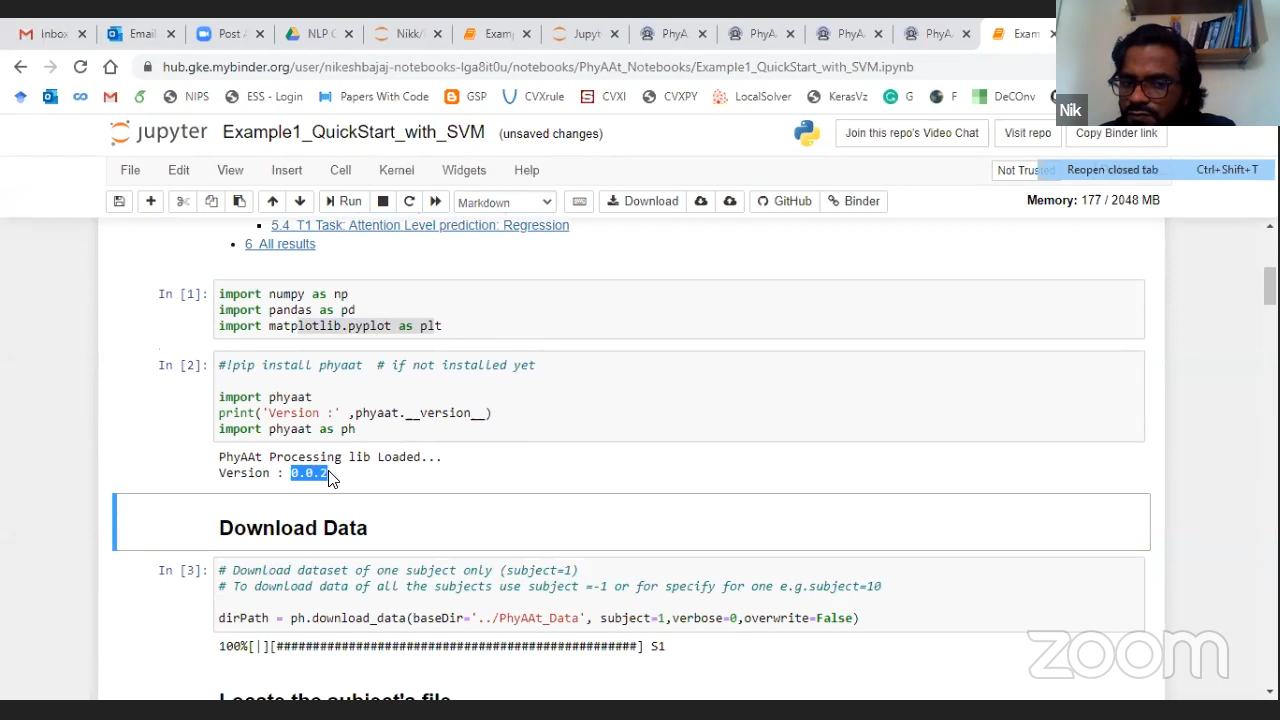 Inbox Email Post A NLP C Nikk/ Examp Jupyt PhyA PhyA PhyA PhyA Exam
hub.gke.mybinder.org/user/nikeshbajaj-notebooks-lga8it0u/notebooks/PhyAAt_Notebooks/Example1_QuickStart_with_SVM.ipynb
NIPS ESS - Login Papers With Code GSP CVXrule CVXI CVXPY LocalSolver KerasVz G F DeCOnv
Nik
jupyter Example1_QuickStart_with_SVM (unsaved changes) Join this repo's Video Chat Visit repo Copy Binder link
File Edit View Insert Cell Kernel Widgets Help Not Trusted Reopen closed tab Ctrl+Shift+T
Run Markdown Download GitHub Binder Memory: 177 / 2048 MB
5.4 T1 Task: Attention Level prediction: Regression
6 All results
In [1]: import numpy as np
import pandas as pd
import matplotlib.pyplot as plt
In [2]: #!pip install phyaat # if not installed yet
import phyaat
print('Version :' ,phyaat.__version__)
import phyaat as ph
PhyAAt Processing lib Loaded...
Version : 0.0.2
Download Data
In [3]: # Download dataset of one subject only (subject=1)
# To download data of all the subjects use subject =-1 or for specify for one e.g.subject=10
dirPath = ph.download_data(baseDir='../PhyAAt_Data', subject=1,verbose=0,overwrite=False)
100%[|][##################################################] S1
zoom
Locate the subject's file